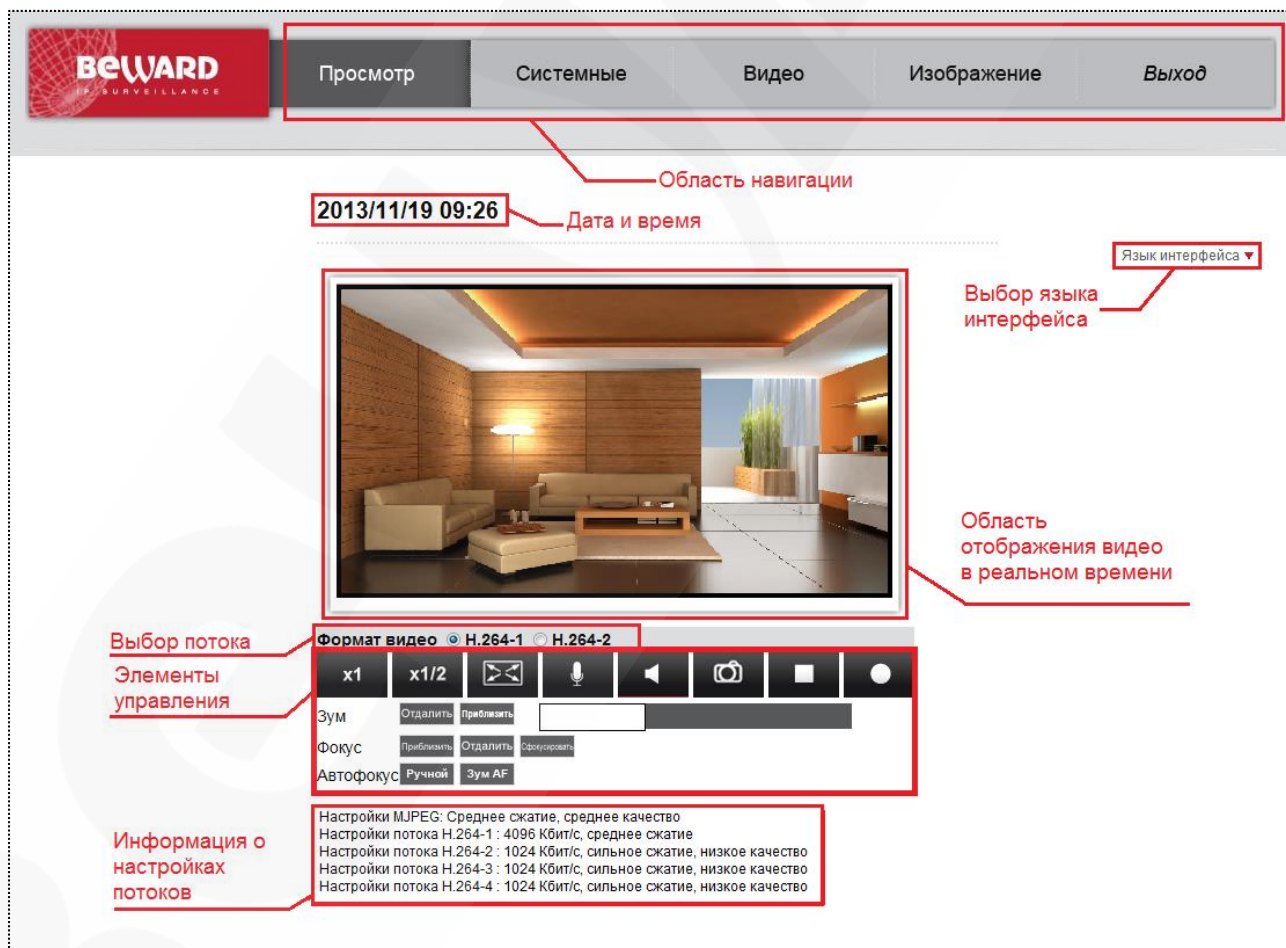 BEWARD
IP SURVEILLANCE
Просмотр
Системные
Видео
Изображение
Выход
Область навигации
2013/11/19 09:26
Дата и время
Язык интерфейса
Выбор языка
интерфейса
Область
отображения видео
в реальном времени
Выбор потока
Формат видео H.264-1 H.264-2
Элементы
управления
x1
x1/2
Зум
Отдалить
Приблизить
Фокус
Приблизить
Отдалить
Сфокусировать
Автофокус
Ручной
Зум AF
Информация о
настройках
потоков
Настройки MJPEG: Среднее сжатие, среднее качество
Настройки потока H.264-1 : 4096 Кбит/с, среднее сжатие
Настройки потока H.264-2 : 1024 Кбит/с, сильное сжатие, низкое качество
Настройки потока H.264-3 : 1024 Кбит/с, сильное сжатие, низкое качество
Настройки потока H.264-4 : 1024 Кбит/с, сильное сжатие, низкое качество